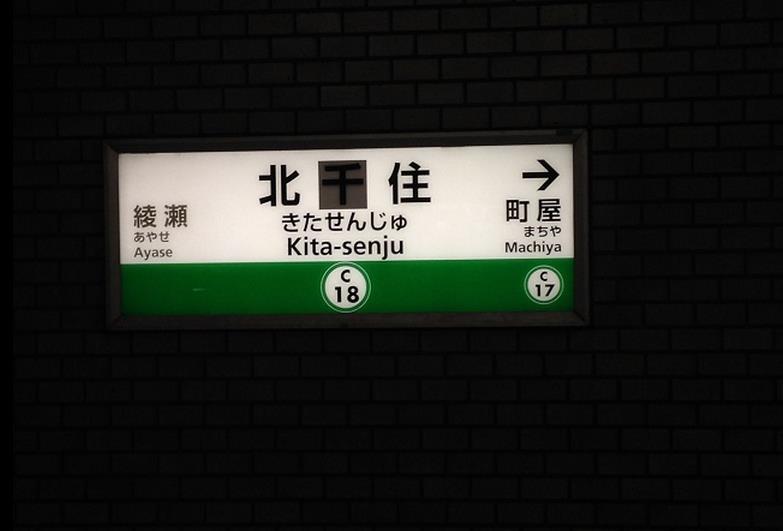 北千住
きたせんじゅ
Kita-senju
綾瀬
あやせ
Ayase
→
町屋
まちや
Machiya
C
18
C
17